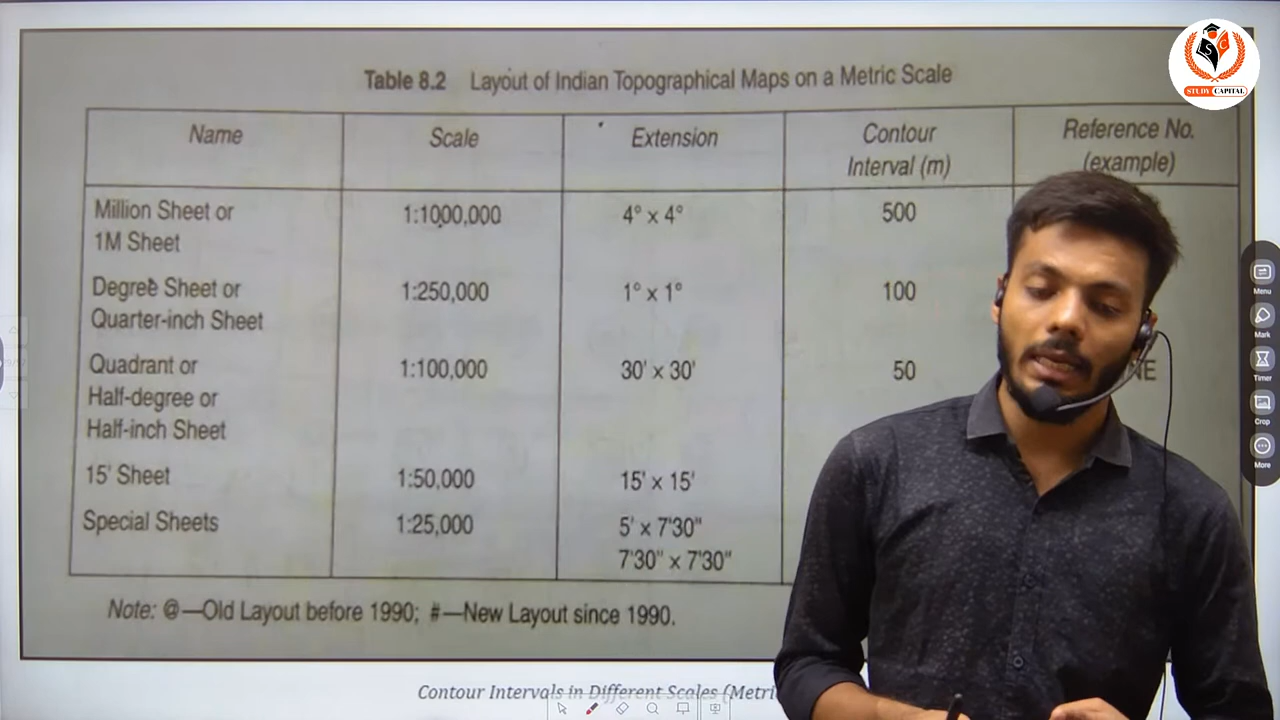 Table 8.2 Layout of Indian Topographical Maps on a Metric Scale
Name Scale Extension Contour Interval (m) Reference No. (example)
Million Sheet or 1:1000,000 4° x 4° 500
1M Sheet
Degree Sheet or 1:250,000 1° x 1° 100
Quarter-inch Sheet
Quadrant or 1:100,000 30' x 30' 50 NE
Half-degree or
Half-inch Sheet
15' Sheet 1:50,000 15' x 15'
Special Sheets 1:25,000 5' x 7'30"
7'30" x 7'30"
Note: @—Old Layout before 1990; #—New Layout since 1990.
Contour Intervals in Different Scales (Metri
S C
STUDY CAPITAL
Menu
Mark
Timer
Crop
More